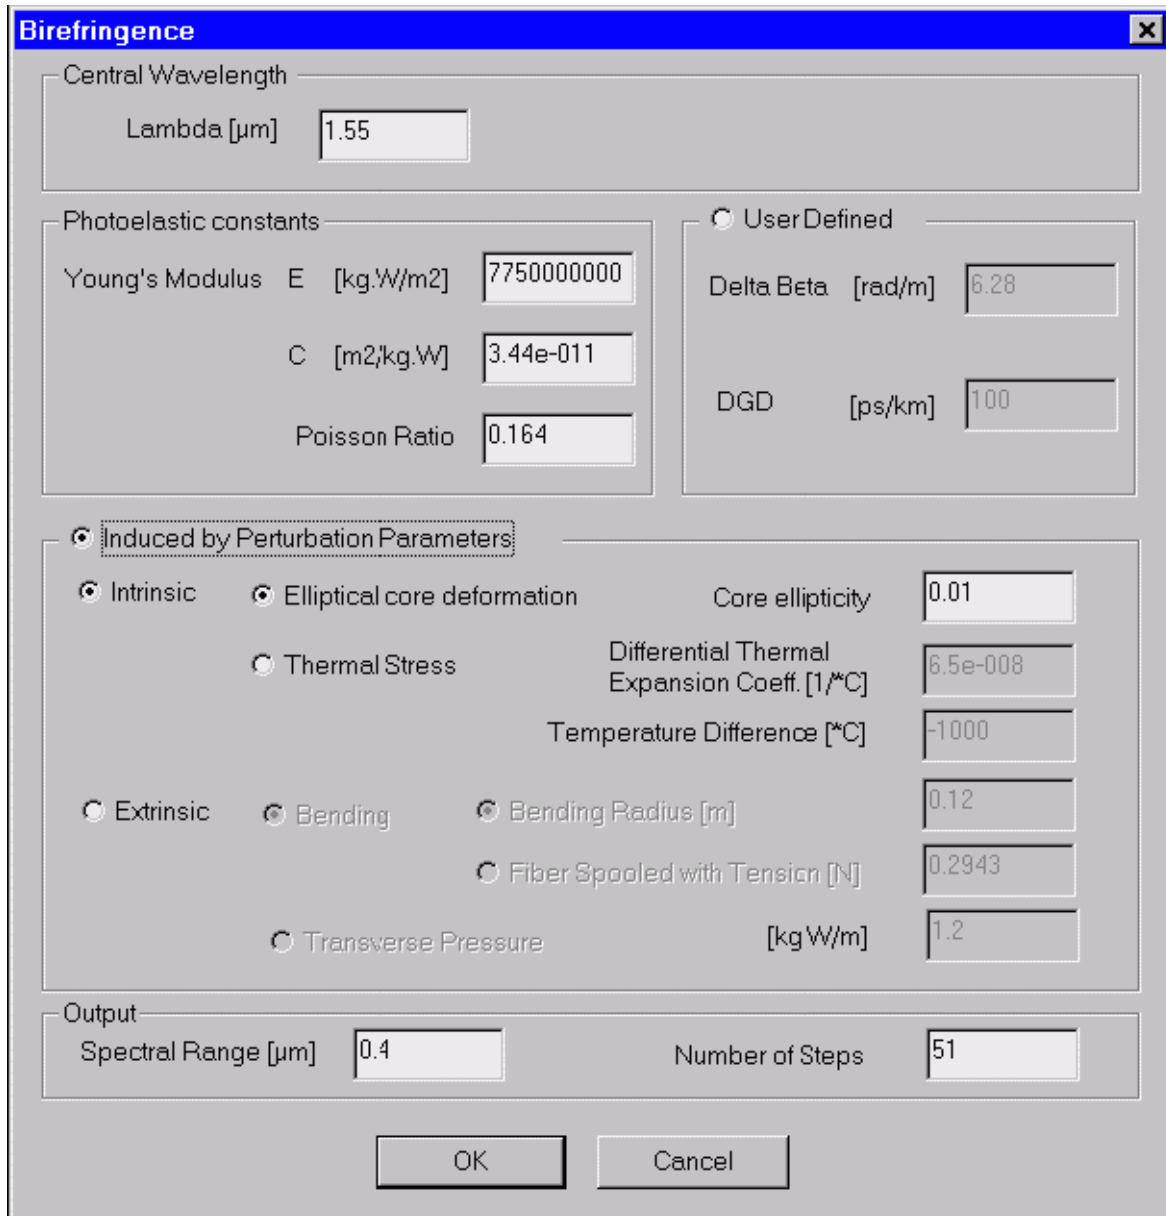 Birefringence
Central Wavelength
Lambda [µm] 1.55
Photoelastic constants
Young's Modulus E [kg.W/m2] 7750000000
C [m2/kg.W] 3.44e-011
Poisson Ratio 0.164
User Defined
Delta Beta [rad/m] 6.28
DGD [ps/km] 100
Induced by Perturbation Parameters
Intrinsic Elliptical core deformation Core ellipticity 0.01
Thermal Stress Differential Thermal
Expansion Coeff. [1/*C] 6.5e-008
Temperature Difference [*C] -1000
Extrinsic Bending Bending Radius [m] 0.12
Fiber Spooled with Tension [N] 0.2943
Transverse Pressure [kg W/m] 1.2
Output
Spectral Range [µm] 0.4 Number of Steps 51
OK Cancel